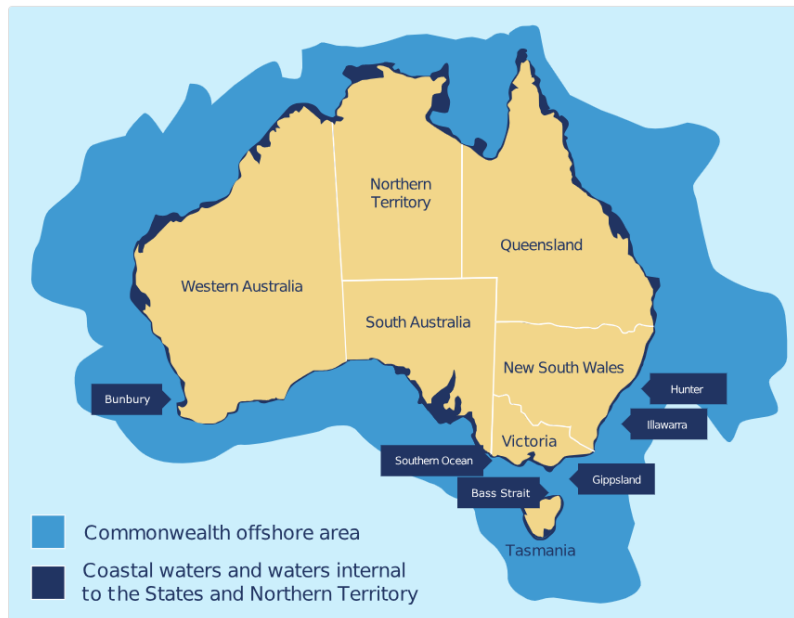 Northern
Territory
Queensland
Western Australia
South Australia
New South Wales
Hunter
Bunbury
Illawarra
Victoria
Southern Ocean
Gippsland
Bass Strait
Commonwealth offshore area
Tasmania
Coastal waters and waters internal
to the States and Northern Territory